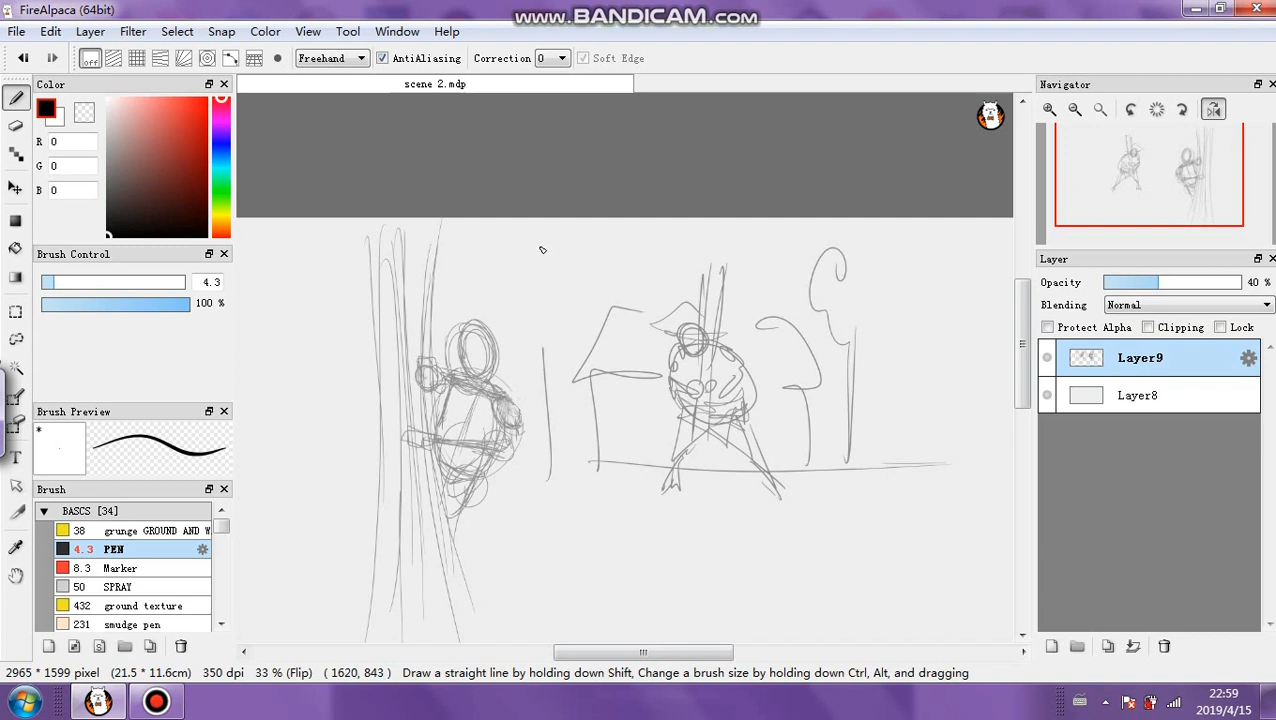 FireAlpaca (64bit)
www.BANDICAM.com
File Edit Layer Filter Select Snap Color View Tool Window Help
off Freehand AntiAliasing Correction 0 Soft Edge
Color
scene 2.mdp
Navigator
R 0
G 0
B 0
Brush Control
4.3
100 %
Layer
Opacity 40 %
Blending Normal
Protect Alpha Clipping Lock
Layer9
Layer8
Brush Preview
*
Brush
BASCS [34]
38 grunge GROUND AND W
4.3 PEN
8.3 Marker
50 SPRAY
432 ground texture
231 smudge pen
T
2965 * 1599 pixel (21.5 * 11.6cm) 350 dpi 33 % (Flip) ( 1620, 843 ) Draw a straight line by holding down Shift, Change a brush size by holding down Ctrl, Alt, and dragging
22:59
2019/4/15